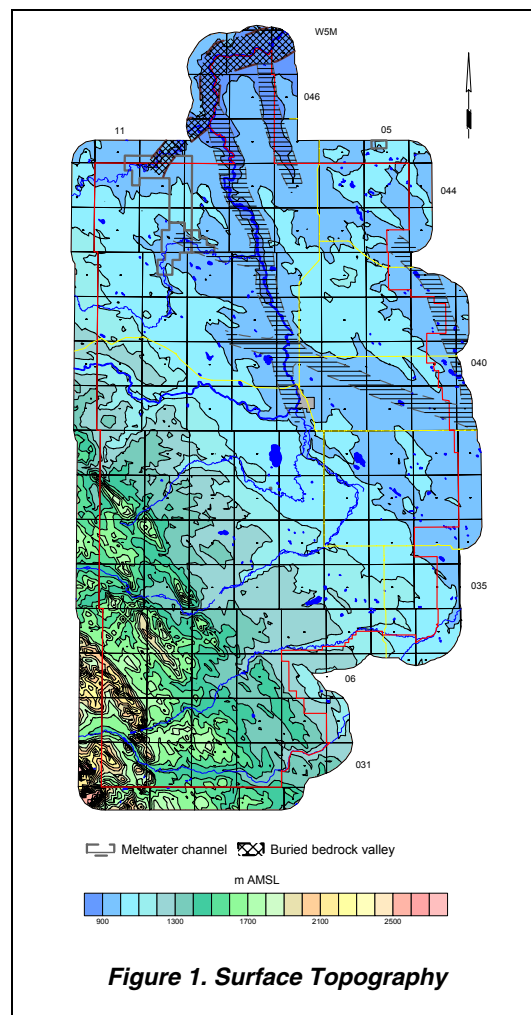 W5M
046
11
05
044
040
035
06
031
Meltwater channel Buried bedrock valley
m AMSL
900 1300 1700 2100 2500
Figure 1. Surface Topography